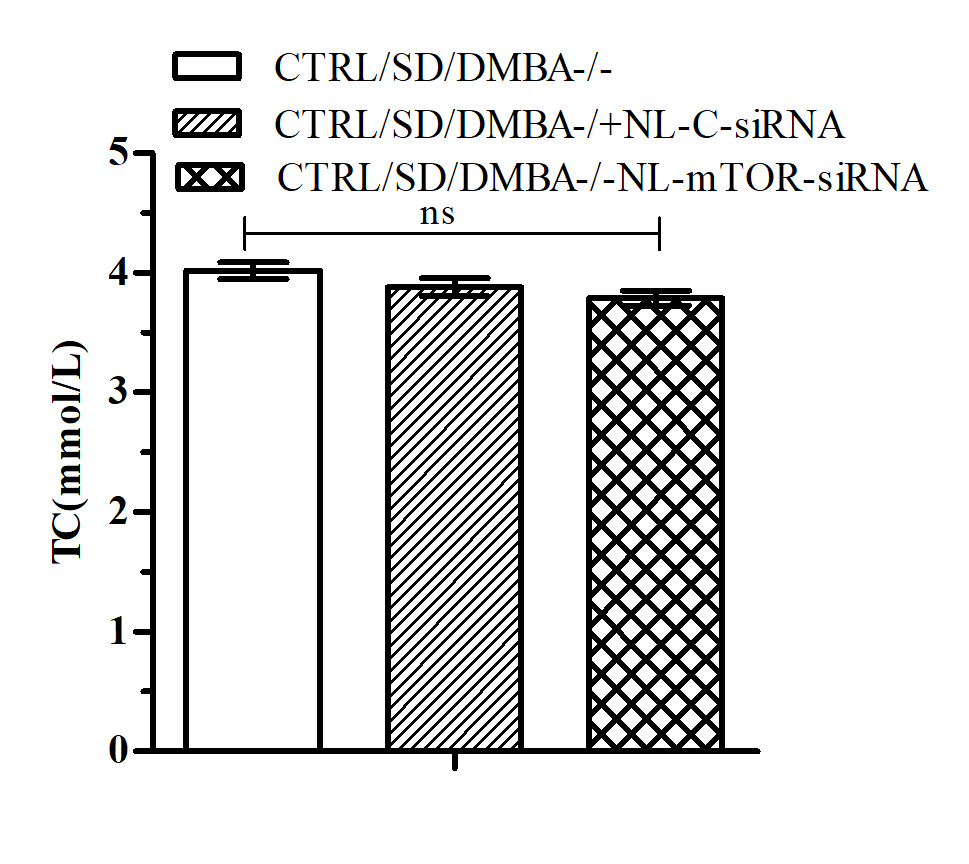 CTRL/SD/DMBA-/-
CTRL/SD/DMBA-/+NL-C-siRNA
CTRL/SD/DMBA-/-NL-mTOR-siRNA
ns
5
4
3
2
1
0
TC(mmol/L)